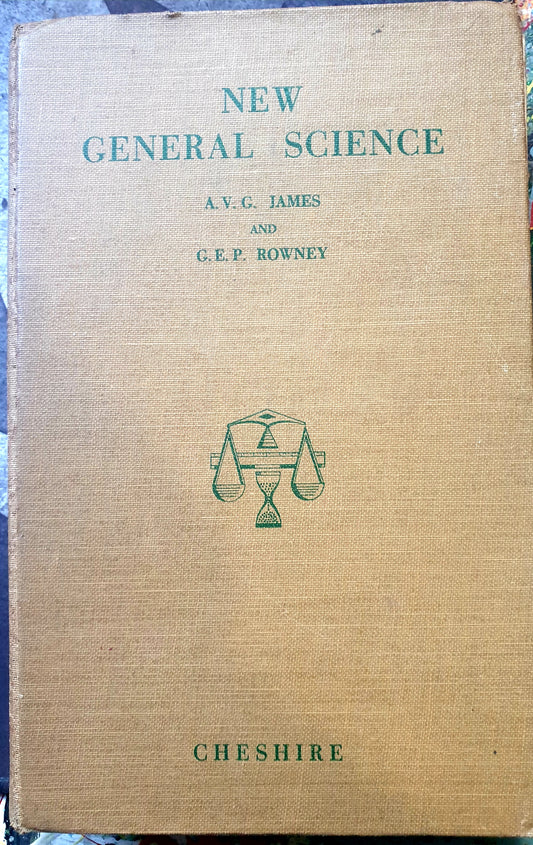 NEW
GENERAL SCIENCE
A. V. G. JAMES
AND
G. E. P. ROWNEY
CHESHIRE